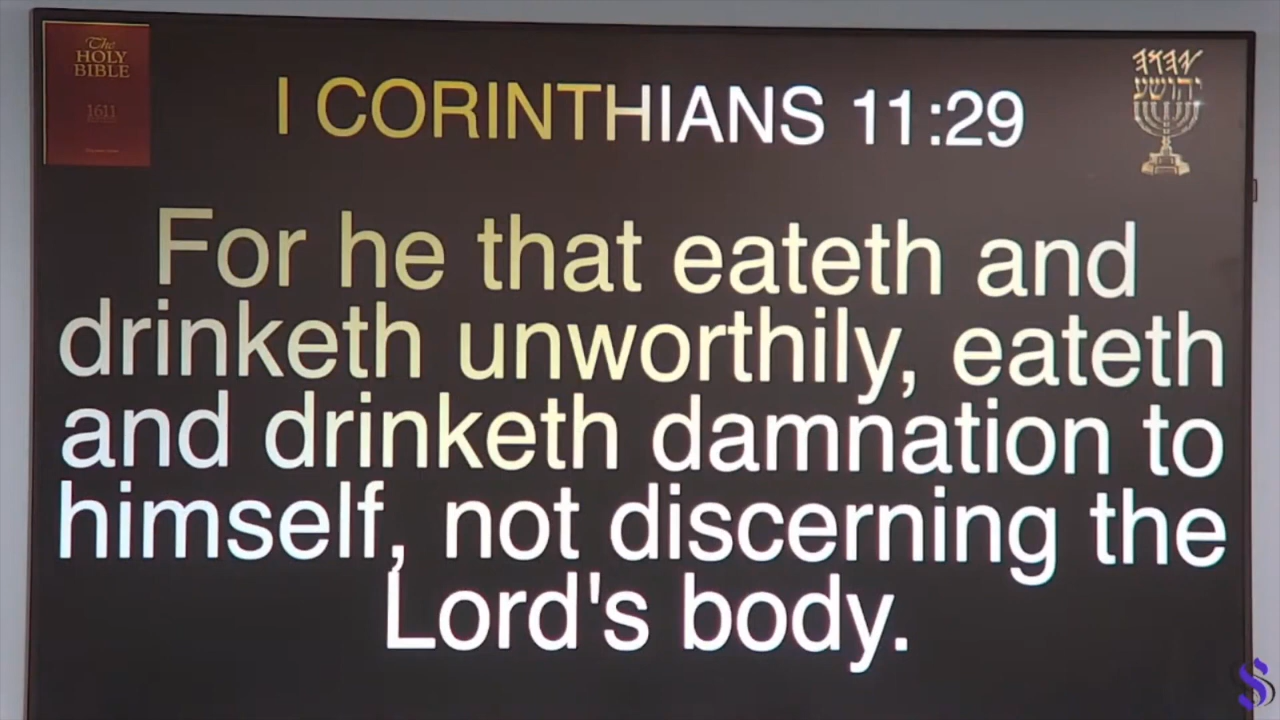 The
HOLY
BIBLE
1611
I CORINTHIANS 11:29
יהושע
For he that eateth and
drinketh unworthily, eateth
and drinketh damnation to
himself, not discerning the
Lord's body.
S